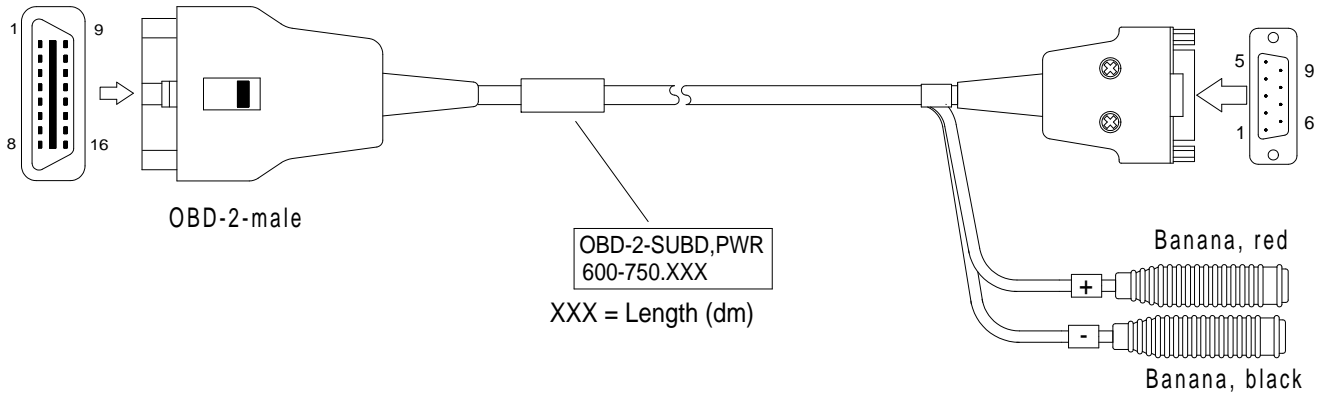 1 9
8 16
OBD-2-male
OBD-2-SUBD,PWR
600-750.XXX
XXX = Length (dm)
5 9
1 6
Banana, red
+
-
Banana, black